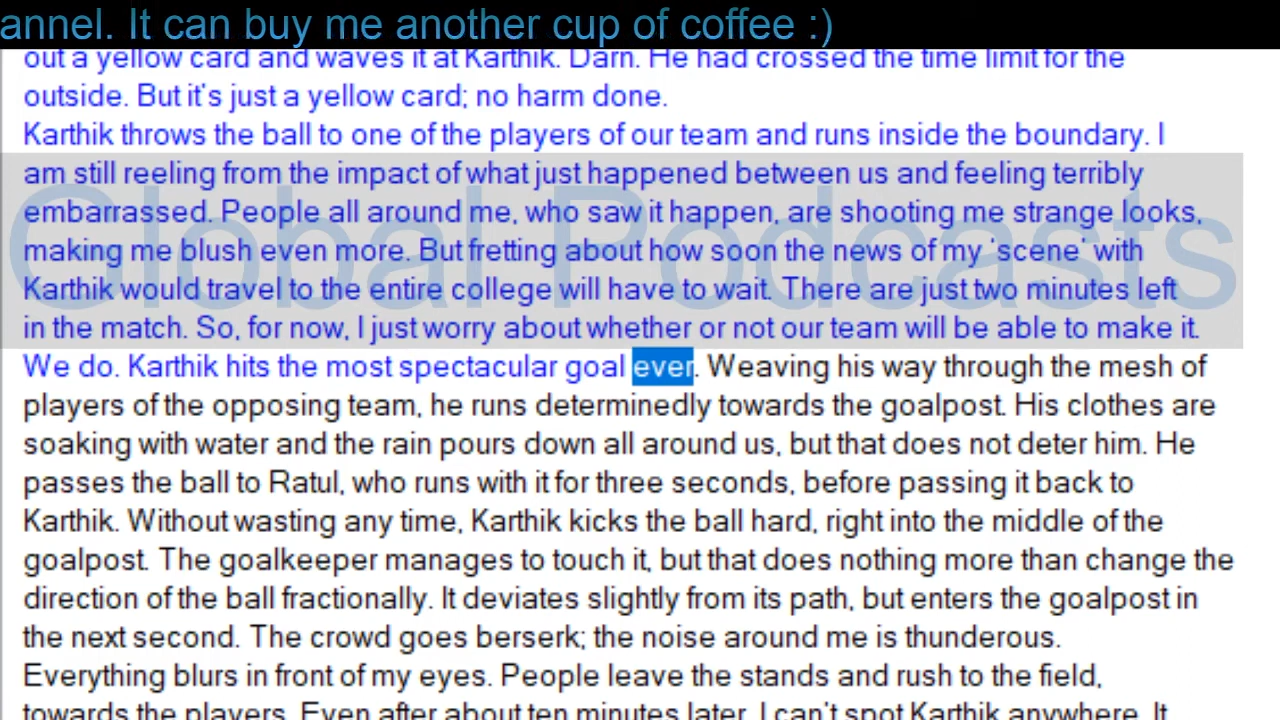 annel. It can buy me another cup of coffee :)
out a yellow card and waves it at Karthik. Darn. He had crossed the time limit for the
outside. But it's just a yellow card; no harm done.
Karthik throws the ball to one of the players of our team and runs inside the boundary. I
am still reeling from the impact of what just happened between us and feeling terribly
embarrassed. People all around me, who saw it happen, are shooting me strange looks,
making me blush even more. But fretting about how soon the news of my 'scene' with
Karthik would travel to the entire college will have to wait. There are just two minutes left
in the match. So, for now, I just worry about whether or not our team will be able to make it.
We do. Karthik hits the most spectacular goal ever. Weaving his way through the mesh of
players of the opposing team, he runs determinedly towards the goalpost. His clothes are
soaking with water and the rain pours down all around us, but that does not deter him. He
passes the ball to Ratul, who runs with it for three seconds, before passing it back to
Karthik. Without wasting any time, Karthik kicks the ball hard, right into the middle of the
goalpost. The goalkeeper manages to touch it, but that does nothing more than change the
direction of the ball fractionally. It deviates slightly from its path, but enters the goalpost in
the next second. The crowd goes berserk; the noise around me is thunderous.
Everything blurs in front of my eyes. People leave the stands and rush to the field,
towards the players. Even after about ten minutes later, I can't spot Karthik anywhere. It
Global Podcasts